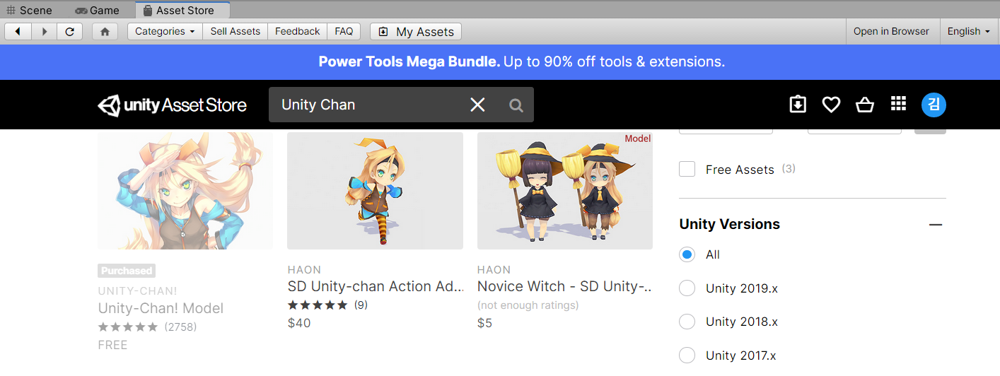 Scene Game Asset Store
Categories Sell Assets Feedback FAQ My Assets Open in Browser English
Power Tools Mega Bundle. Up to 90% off tools & extensions.
unity Asset Store Unity Chan 김
Model
Free Assets (3)
Unity Versions
All
Purchased
UNITY-CHAN!
Unity-Chan! Model
(2758)
FREE
HAON
SD Unity-chan Action Ad...
(9)
$40
HAON
Novice Witch - SD Unity-..
(not enough ratings)
$5
Unity 2019.x
Unity 2018.x
Unity 2017.x